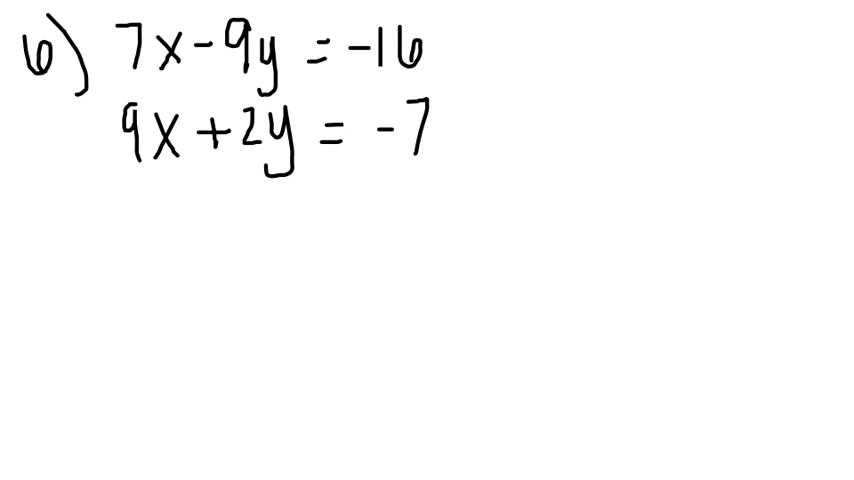 6) 7x - 9y = -16
9x + 2y = -7